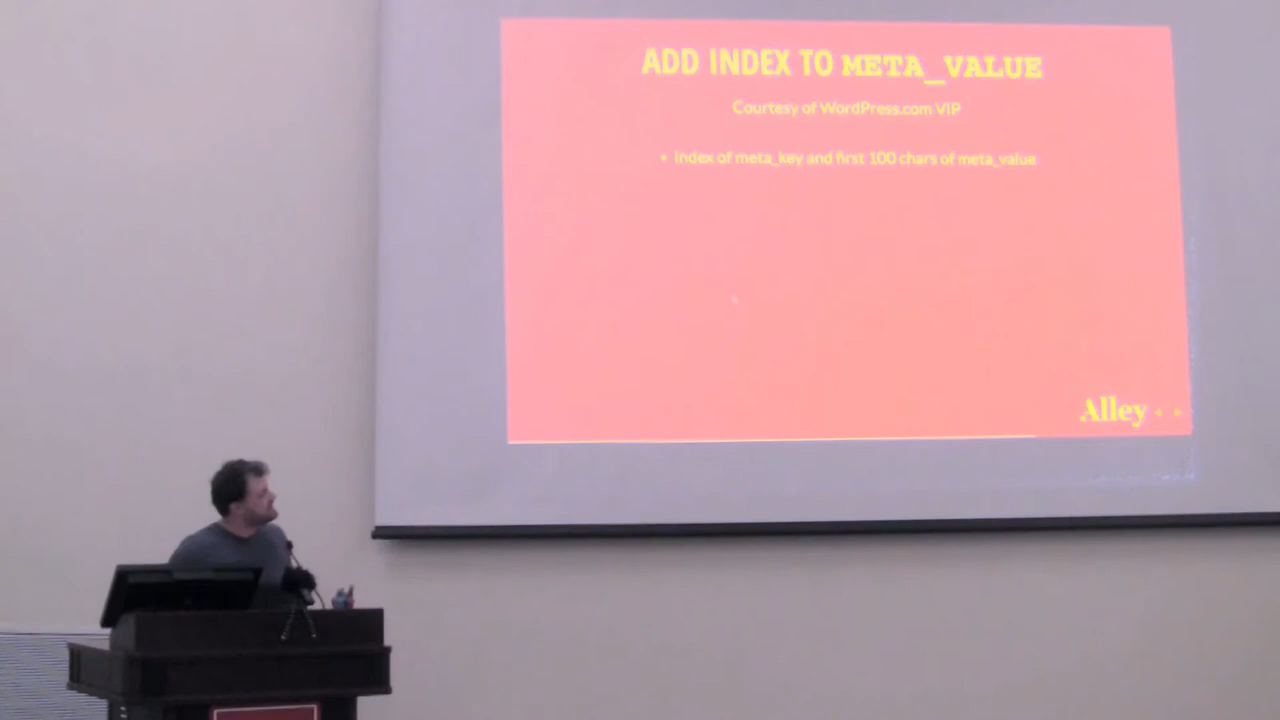 ADD INDEX TO META_VALUE
Courtesy of WordPress.com VIP
• Index of meta_key and first 100 chars of meta_value
Alley